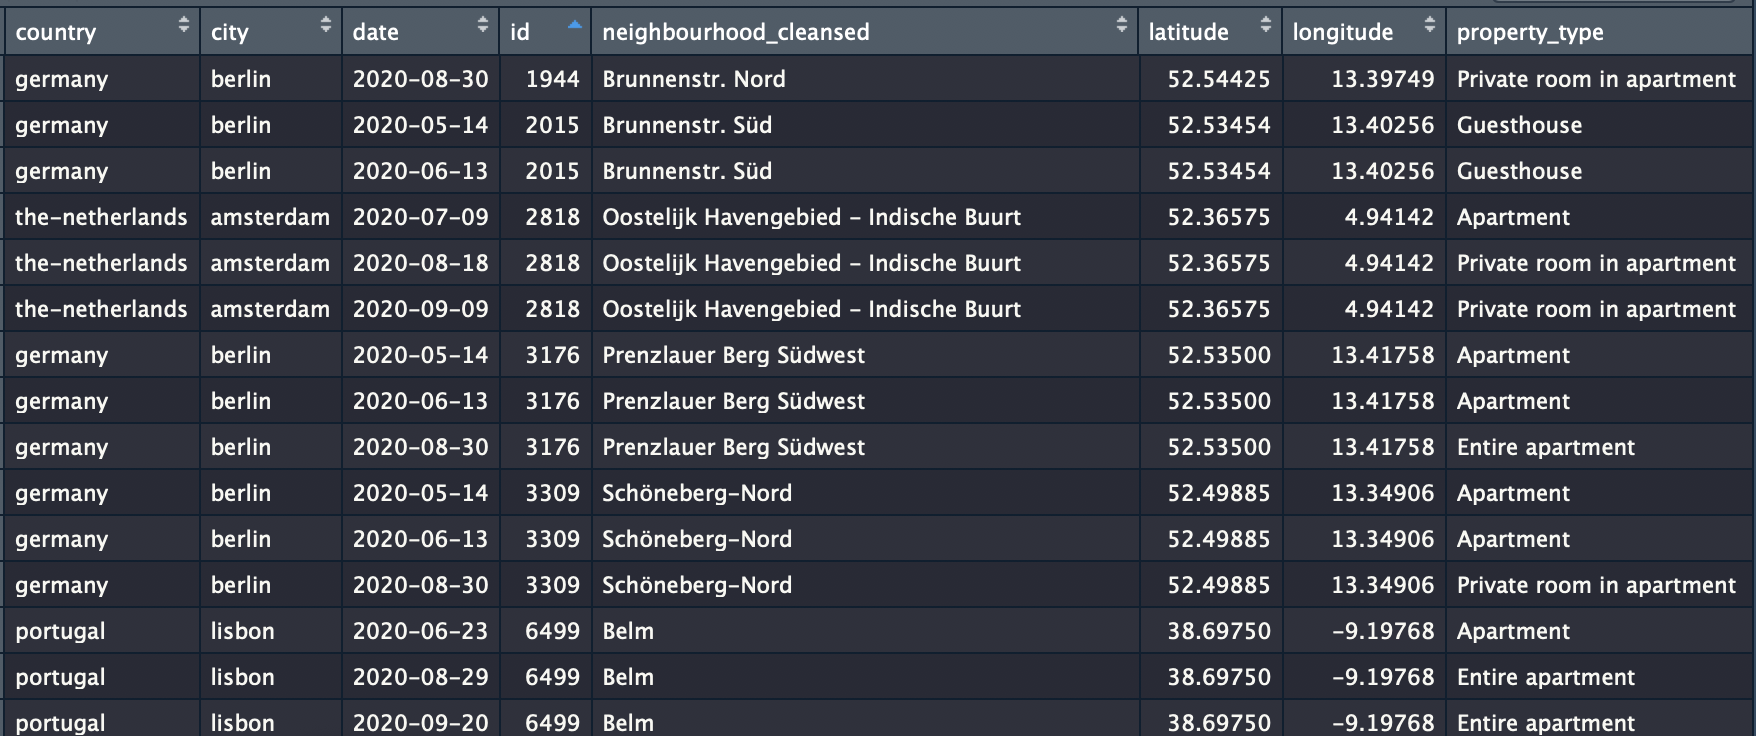 country city date id neighbourhood_cleansed latitude longitude property_type
germany berlin 2020-08-30 1944 Brunnenstr. Nord 52.54425 13.39749 Private room in apartment
germany berlin 2020-05-14 2015 Brunnenstr. Süd 52.53454 13.40256 Guesthouse
germany berlin 2020-06-13 2015 Brunnenstr. Süd 52.53454 13.40256 Guesthouse
the-netherlands amsterdam 2020-07-09 2818 Oostelijk Havengebied - Indische Buurt 52.36575 4.94142 Apartment
the-netherlands amsterdam 2020-08-18 2818 Oostelijk Havengebied - Indische Buurt 52.36575 4.94142 Private room in apartment
the-netherlands amsterdam 2020-09-09 2818 Oostelijk Havengebied - Indische Buurt 52.36575 4.94142 Private room in apartment
germany berlin 2020-05-14 3176 Prenzlauer Berg Südwest 52.53500 13.41758 Apartment
germany berlin 2020-06-13 3176 Prenzlauer Berg Südwest 52.53500 13.41758 Apartment
germany berlin 2020-08-30 3176 Prenzlauer Berg Südwest 52.53500 13.41758 Entire apartment
germany berlin 2020-05-14 3309 Schöneberg-Nord 52.49885 13.34906 Apartment
germany berlin 2020-06-13 3309 Schöneberg-Nord 52.49885 13.34906 Apartment
germany berlin 2020-08-30 3309 Schöneberg-Nord 52.49885 13.34906 Private room in apartment
portugal lisbon 2020-06-23 6499 Belm 38.69750 -9.19768 Apartment
portugal lisbon 2020-08-29 6499 Belm 38.69750 -9.19768 Entire apartment
portugal lisbon 2020-09-20 6499 Belm 38.69750 -9.19768 Entire apartment